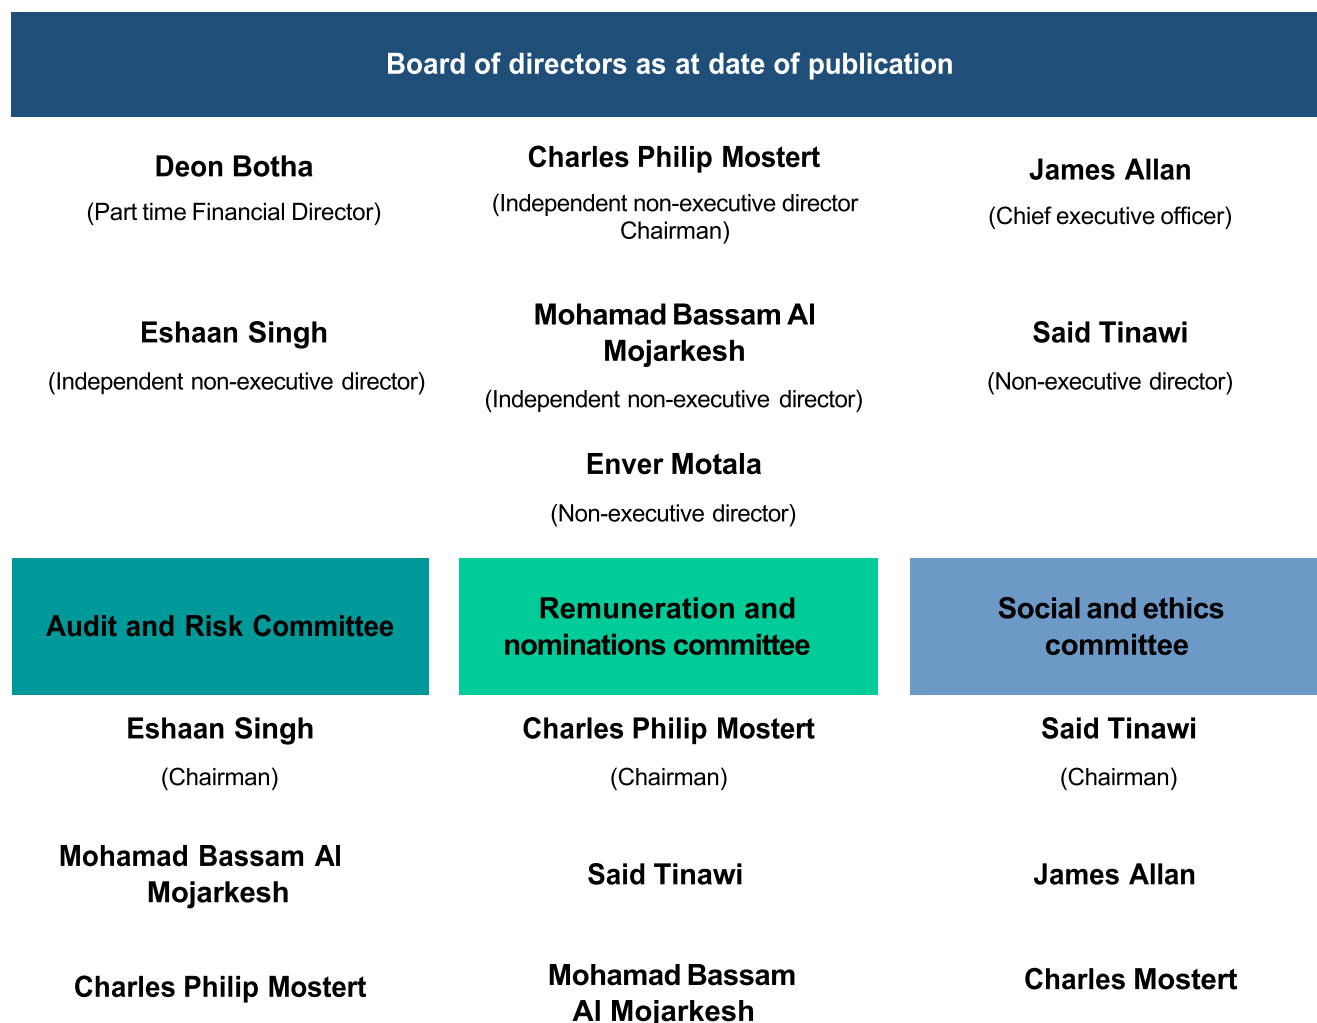 Board of directors as at date of publication
Deon Botha
(Part time Financial Director)
Charles Philip Mostert
(Independent non-executive director
Chairman)
James Allan
(Chief executive officer)
Eshaan Singh
(Independent non-executive director)
Mohamad Bassam Al
Mojarkesh
(Independent non-executive director)
Said Tinawi
(Non-executive director)
Enver Motala
(Non-executive director)
Audit and Risk Committee
Eshaan Singh
(Chairman)
Mohamad Bassam Al
Mojarkesh
Charles Philip Mostert
Remuneration and
nominations committee
Charles Philip Mostert
(Chairman)
Said Tinawi
Mohamad Bassam
Al Mojarkesh
Social and ethics
committee
Said Tinawi
(Chairman)
James Allan
Charles Mostert